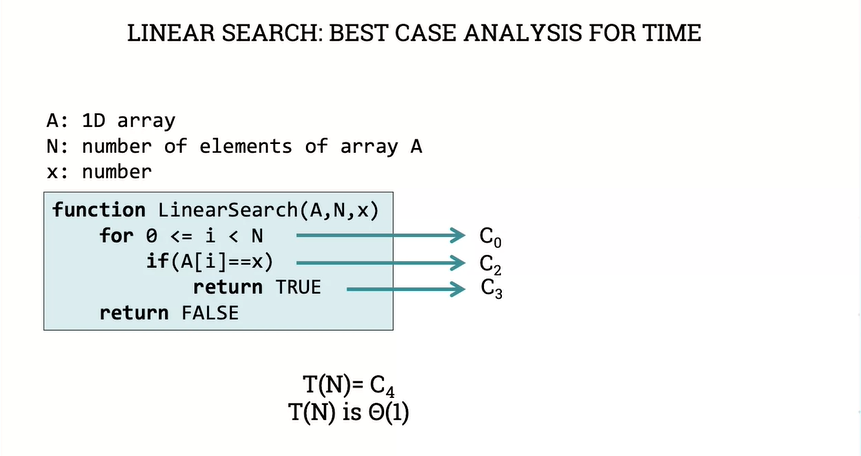 LINEAR SEARCH: BEST CASE ANALYSIS FOR TIME
A: 1D array
N: number of elements of array A
x: number
function LinearSearch(A,N,x)
for 0 <= i < N C₀
if(A[i]==x) C₂
return TRUE C₃
return FALSE
T(N)= C₄
T(N) is Θ(1)